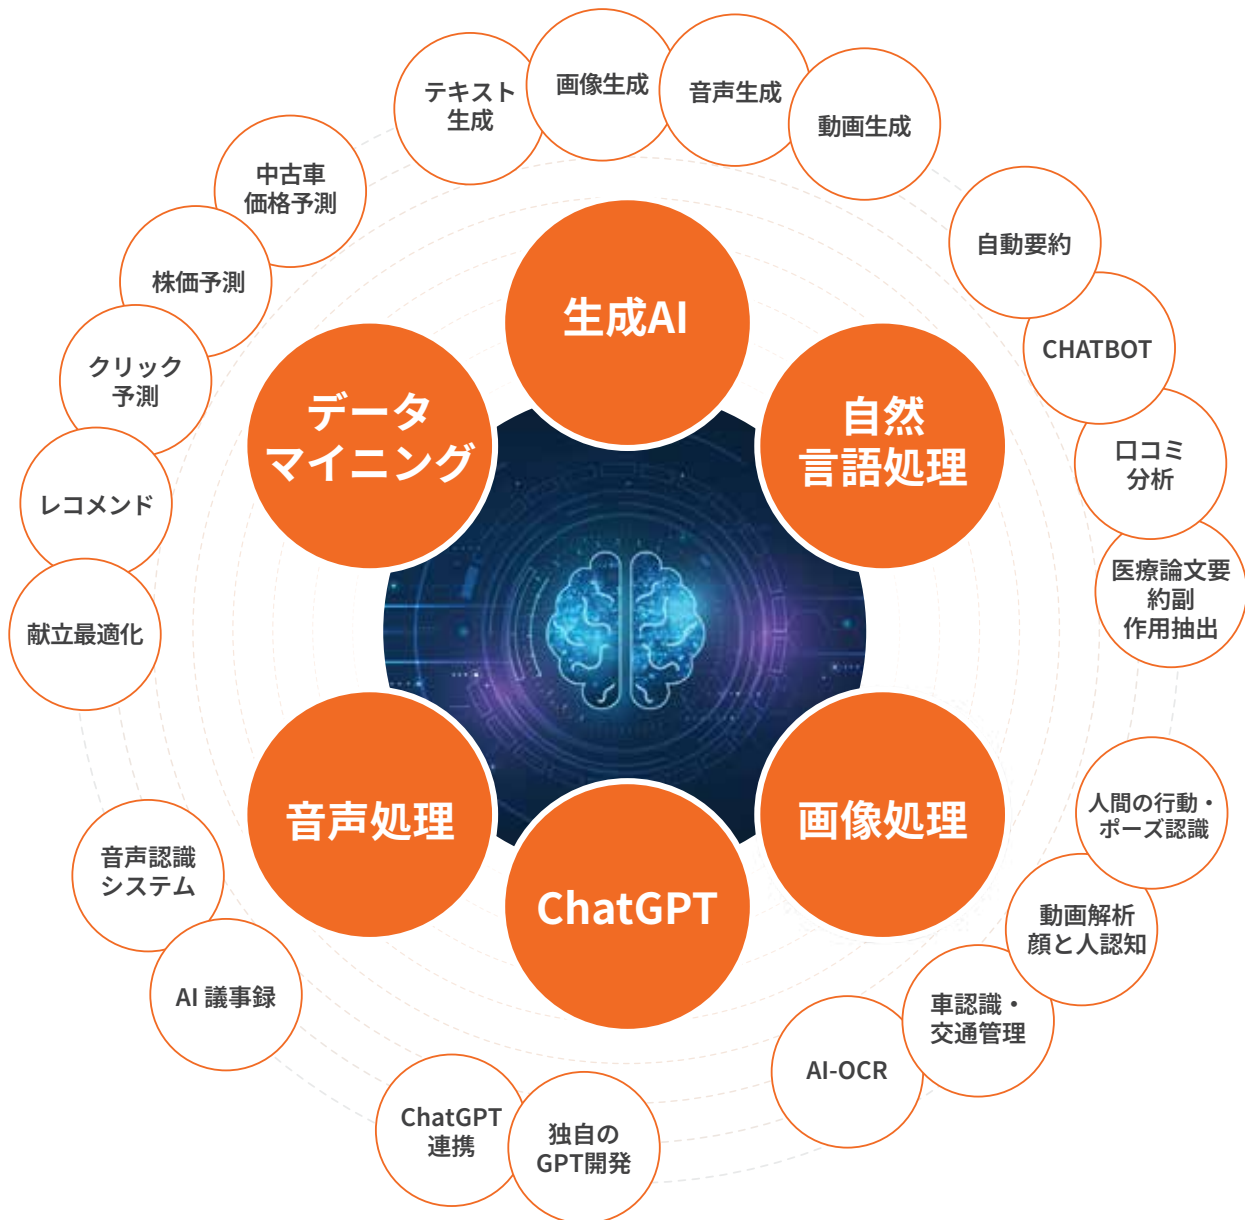 テキスト
生成
画像生成
音声生成
動画生成
中古車
価格予測
株価予測
クリック
予測
レコメンド
献立最適化
自動要約
CHATBOT
口コミ
分析
医療論文要
約副
作用抽出
生成AI
データ
マイニング
自然
言語処理
音声処理
画像処理
ChatGPT
音声認識
システム
AI 議事録
ChatGPT
連携
独自の
GPT開発
AI-OCR
車認識・
交通管理
動画解析
顔と人認知
人間の行動・
ポーズ認識